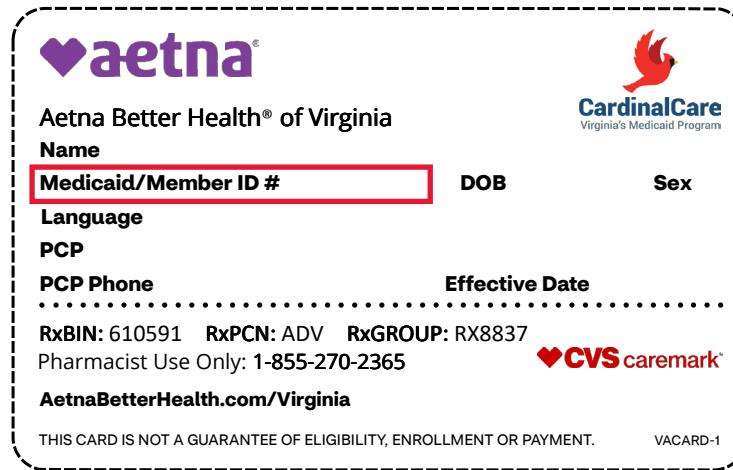 aetna®
CardinalCare
Virginia's Medicaid Program
Aetna Better Health® of Virginia
Name
Medicaid/Member ID # DOB Sex
Language
PCP
PCP Phone Effective Date
RxBIN: 610591 RxPCN: ADV RxGROUP: RX8837
Pharmacist Use Only: 1-855-270-2365
CVS caremark®
AetnaBetterHealth.com/Virginia
THIS CARD IS NOT A GUARANTEE OF ELIGIBILITY, ENROLLMENT OR PAYMENT. VACARD-1